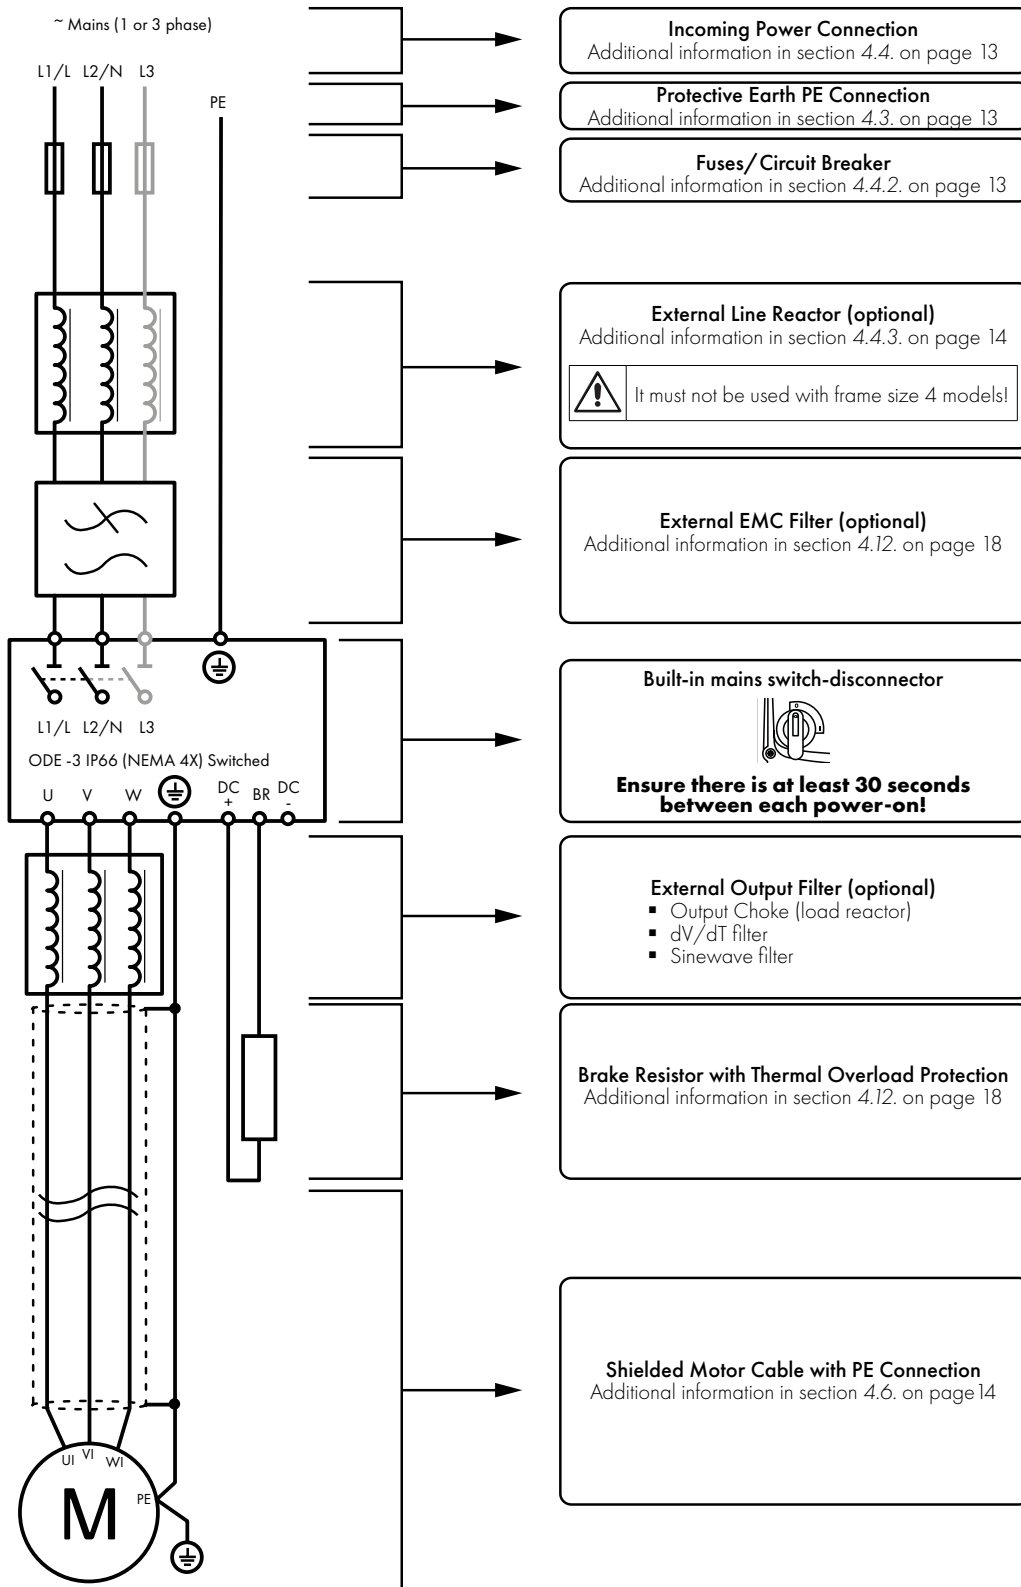 ~ Mains (1 or 3 phase)
L1/L L2/N L3
PE
Incoming Power Connection
Additional information in section 4.4. on page 13
Protective Earth PE Connection
Additional information in section 4.3. on page 13
Fuses/Circuit Breaker
Additional information in section 4.4.2. on page 13
External Line Reactor (optional)
Additional information in section 4.4.3. on page 14
It must not be used with frame size 4 models!
External EMC Filter (optional)
Additional information in section 4.12. on page 18
L1/L L2/N L3
ODE -3 IP66 (NEMA 4X) Switched
U V W DC + BR DC -
Built-in mains switch-disconnector
0
Ensure there is at least 30 seconds
between each power-on!
External Output Filter (optional)
▪ Output Choke (load reactor)
▪ dV/dT filter
▪ Sinewave filter
Brake Resistor with Thermal Overload Protection
Additional information in section 4.12. on page 18
Shielded Motor Cable with PE Connection
Additional information in section 4.6. on page14
UI VI WI
PE
M